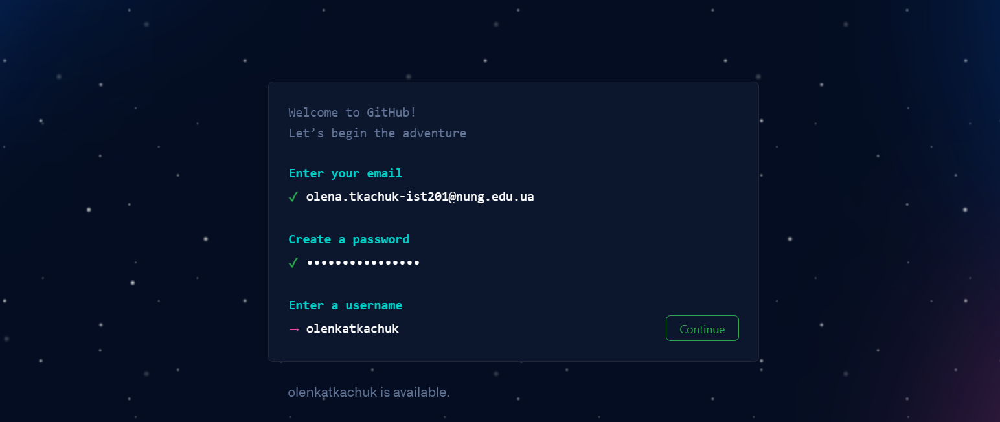 Welcome to GitHub!
Let’s begin the adventure
Enter your email
✓ olena.tkachuk-ist201@nung.edu.ua
Create a password
✓ ••••••••••••••••
Enter a username
→ olenkatkachuk
Continue
olenkatkachuk is available.